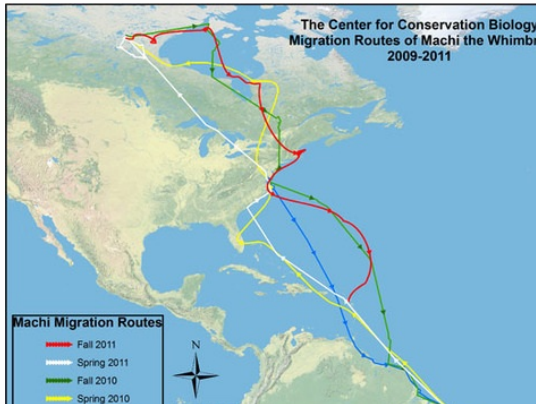 The Center for Conservation Biology
Migration Routes of Machi the Whimbr
2009-2011
Machi Migration Routes
Fall 2011
Spring 2011
Fall 2010
Spring 2010
N